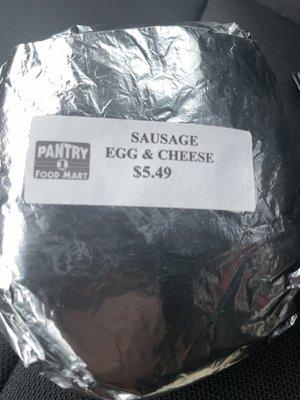 PANTRY
1
FOOD MART
SAUSAGE
EGG & CHEESE
$5.49